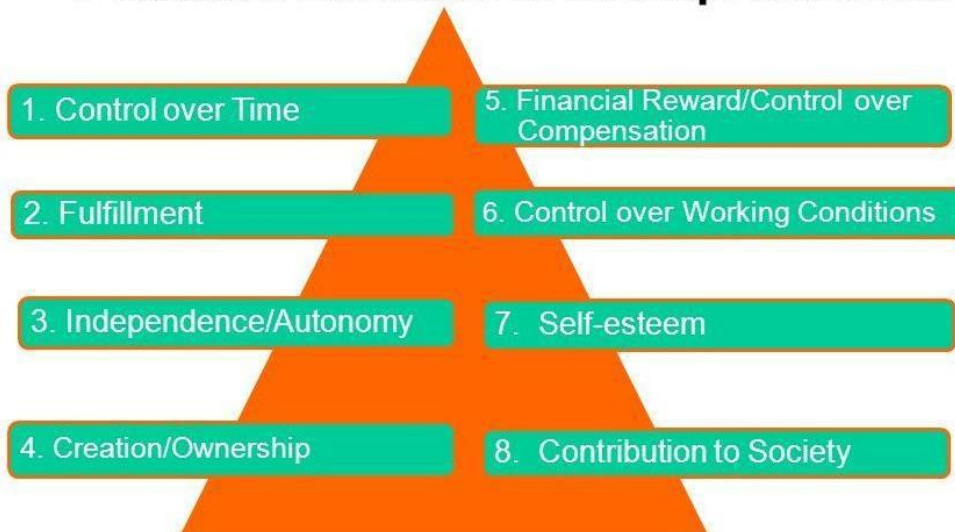 1. Control over Time
2. Fulfillment
3. Independence/Autonomy
4. Creation/Ownership
5. Financial Reward/Control over
Compensation
6. Control over Working Conditions
7. Self-esteem
8. Contribution to Society